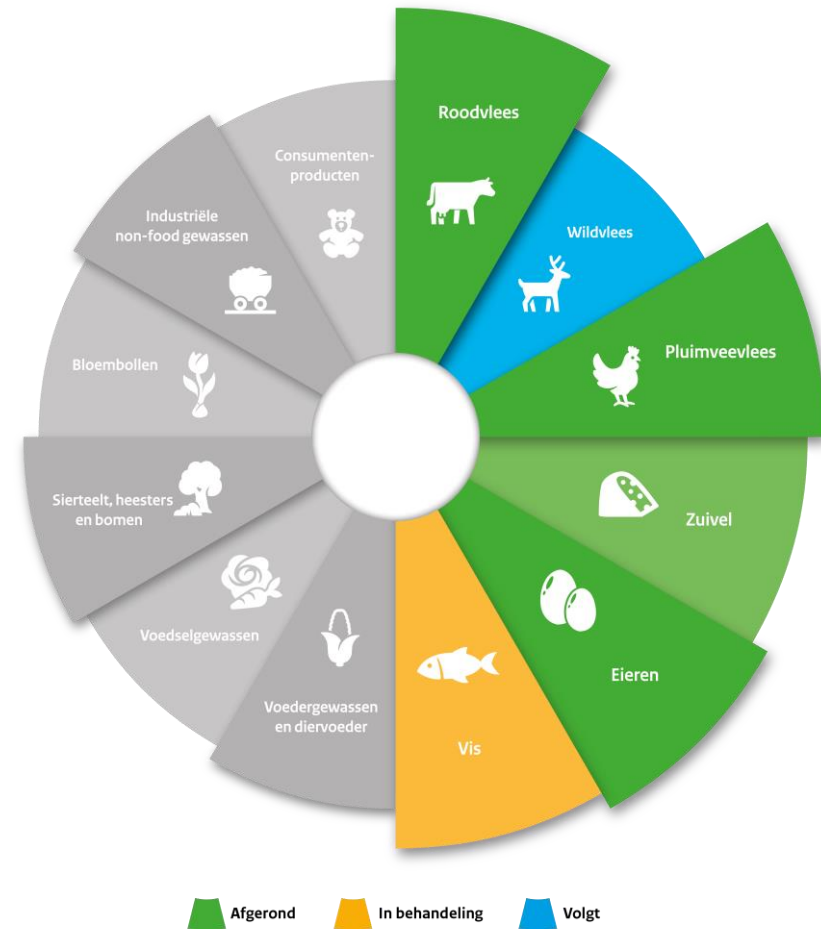 Roodvlees
Wildvlees
Pluimveevlees
Zuivel
Eieren
Vis
Voedergewassen
en diervoeder
Voedselgewassen
Sierteelt, heesters
en bomen
Bloembollen
Industriële
non-food gewassen
Consumenten-
producten
Afgerond
In behandeling
Volgt